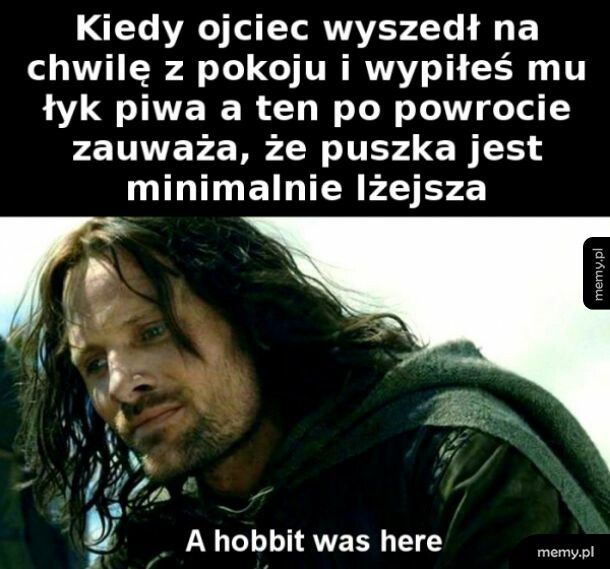 Kiedy ojciec wyszedł na
chwilę z pokoju i wypiłeś mu
łyk piwa a ten po powrocie
zauważa, że puszka jest
minimalnie lżejsza
memy.pl
A hobbit was here
memy.pl